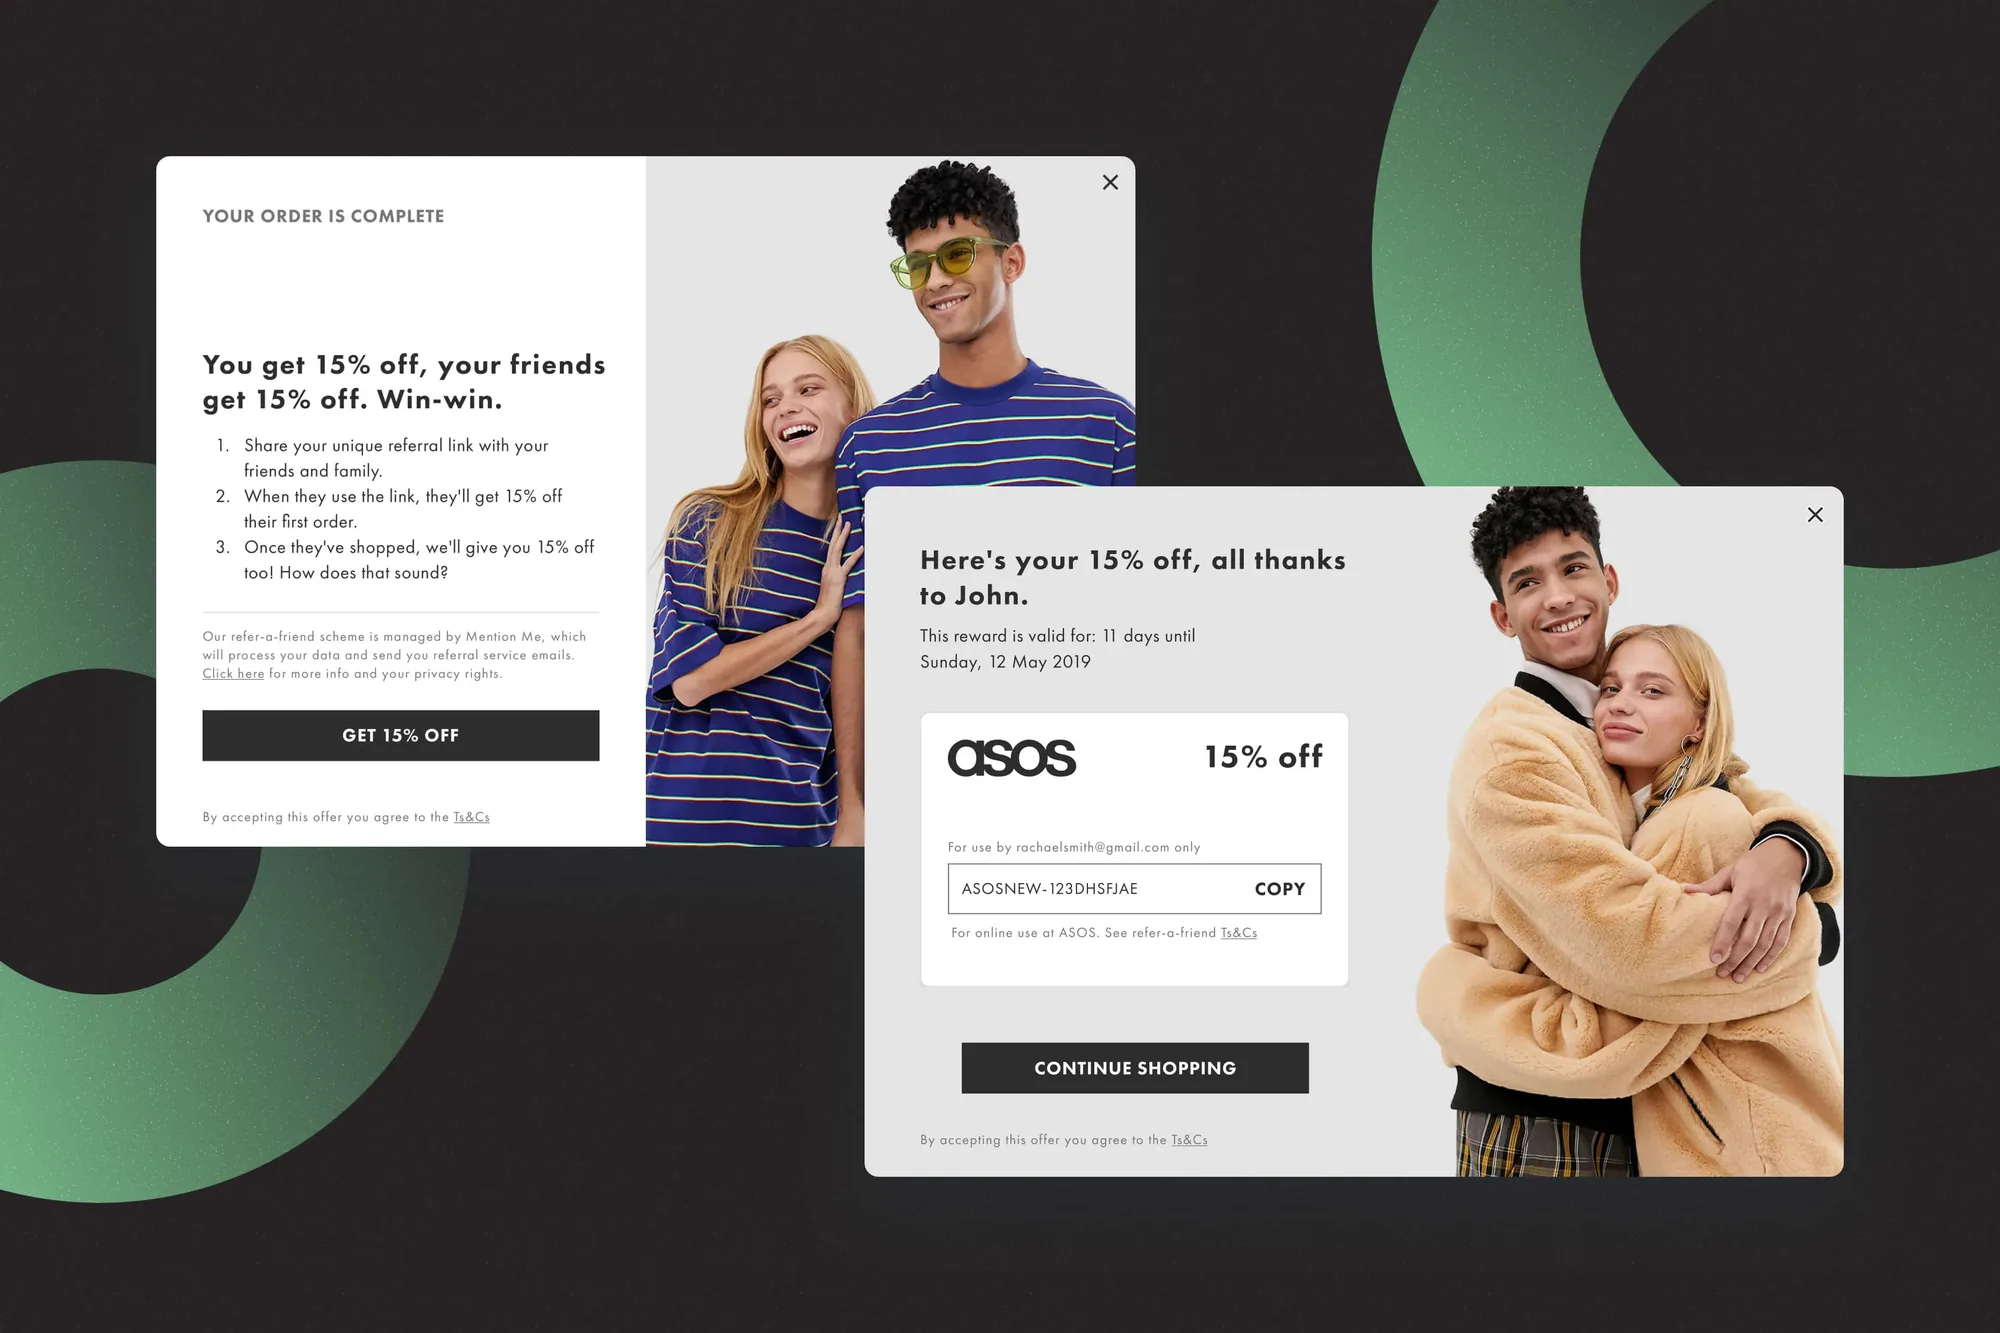 YOUR ORDER IS COMPLETE
You get 15% off, your friends
get 15% off. Win-win.
1. Share your unique referral link with your
friends and family.
2. When they use the link, they'll get 15% off
their first order.
3. Once they've shopped, we'll give you 15% off
too! How does that sound?
Our refer-a-friend scheme is managed by Mention Me, which
will process your data and send you referral service emails.
Click here for more info and your privacy rights.
GET 15% OFF
By accepting this offer you agree to the Ts&Cs
Here's your 15% off, all thanks
to John.
This reward is valid for: 11 days until
Sunday, 12 May 2019
asos
15% off
For use by rachaelsmith@gmail.com only
ASOSNEW-123DHSFJAE
COPY
For online use at ASOS. See refer-a-friend Ts&Cs
CONTINUE SHOPPING
By accepting this offer you agree to the Ts&Cs